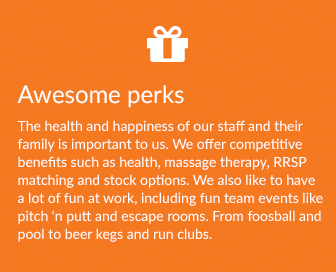 Awesome perks
The health and happiness of our staff and their
family is important to us. We offer competitive
benefits such as health, massage therapy, RRSP
matching and stock options. We also like to have
a lot of fun at work, including fun team events like
pitch 'n putt and escape rooms. From foosball and
pool to beer kegs and run clubs.